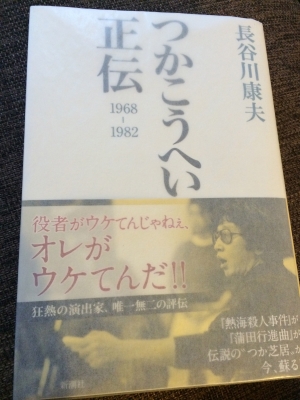 長谷川康夫
つかこうへい
正伝
1968
-
1982
役者がウケてんじゃねぇ、
オレが
ウケてんだ!!
狂熱の演出家、唯一無二の評伝
『熱海殺人事件』が
『蒲田行進曲』が
伝説の“つか芝居”が
今、蘇る
新潮社